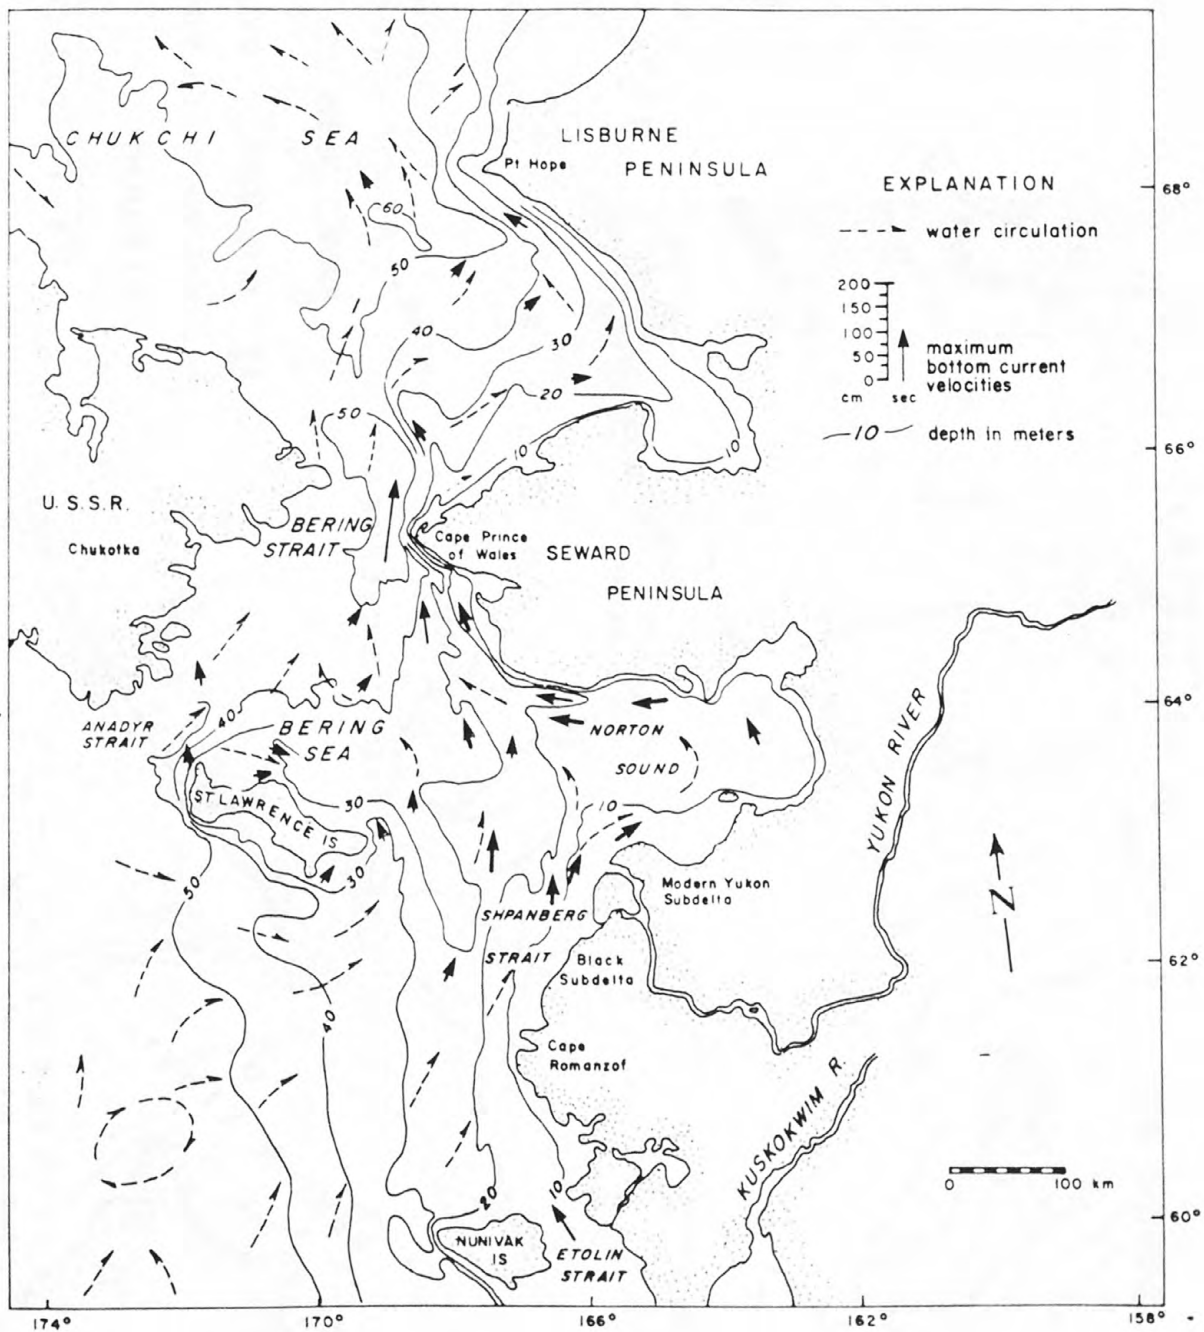 CHUKCHI SEA
LISBURNE
PENINSULA
Pt Hope
EXPLANATION
water circulation
200
150
100
50
0
cm sec
maximum
bottom current
velocities
10
depth in meters
68°
66°
64°
62°
60°
60
50
40
30
20
10
50
10
10
U.S.S.R.
Chukotka
BERING
STRAIT
Cape Prince
of Wales
SEWARD
PENINSULA
ANADYR
STRAIT
40
BERING
SEA
NORTON
SOUND
ST LAWRENCE IS
30
10
30
50
YUKON RIVER
Modern Yukon
Subdelta
SHPANBERG
STRAIT
Black
Subdelta
N
40
Cape
Romanzof
KUSKOKWIM R.
0 100 km
20
10
NUNIVAK
IS
ETOLIN
STRAIT
174° 170° 166° 162° 158°